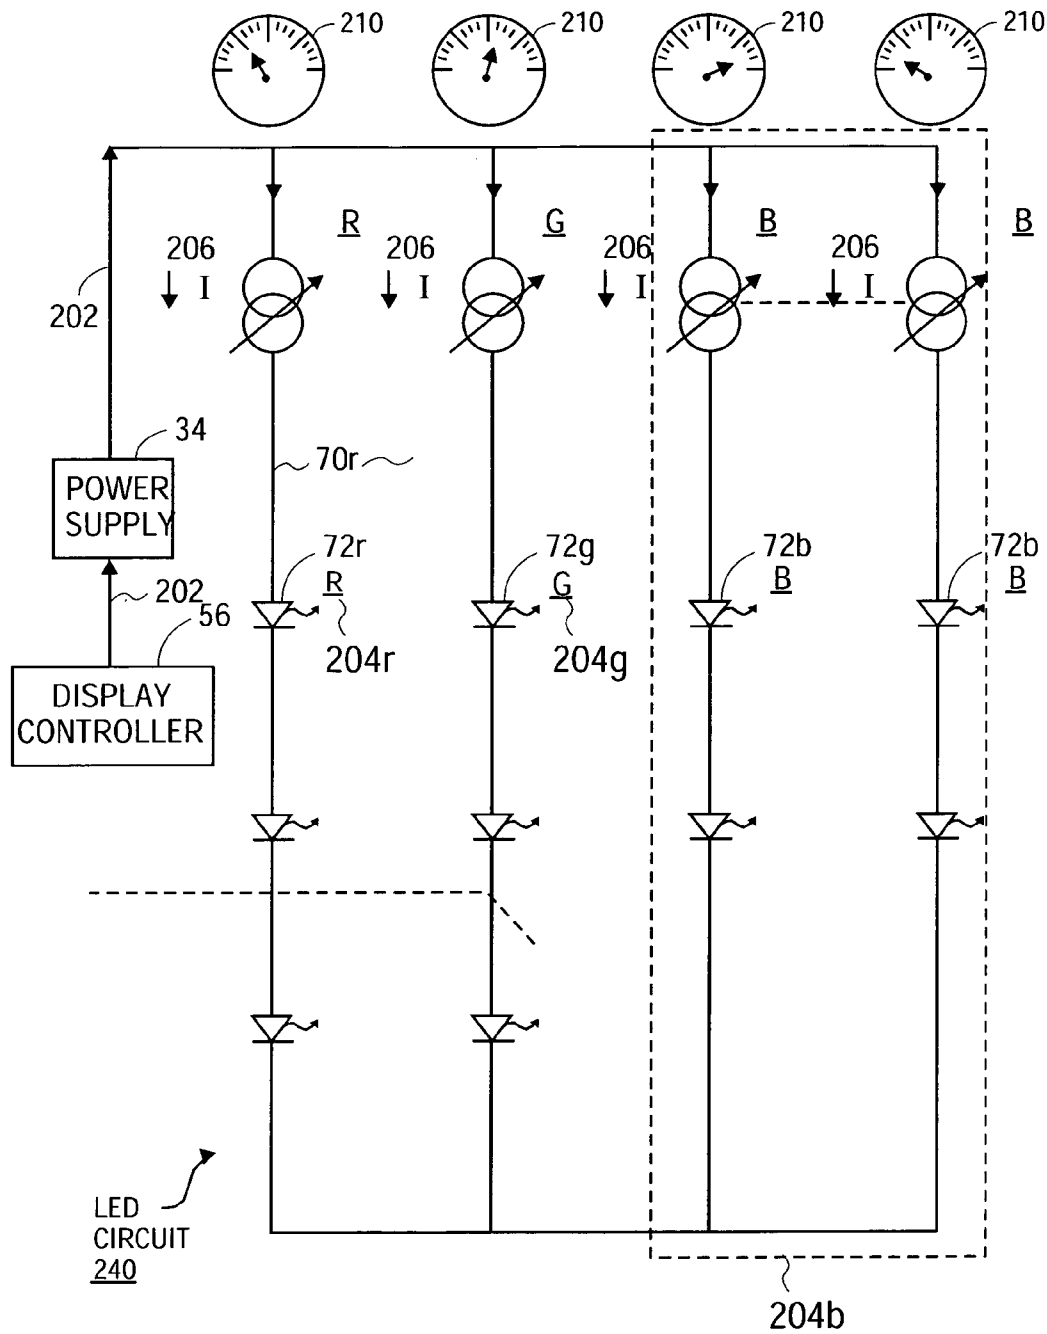 210 210 210 210
R G B B
206 206 206 206
I I I I
202
34
70r
POWER
SUPPLY
72r 72g 72b 72b
R G B B
202
56
204r 204g
DISPLAY
CONTROLLER
LED
CIRCUIT
240
204b